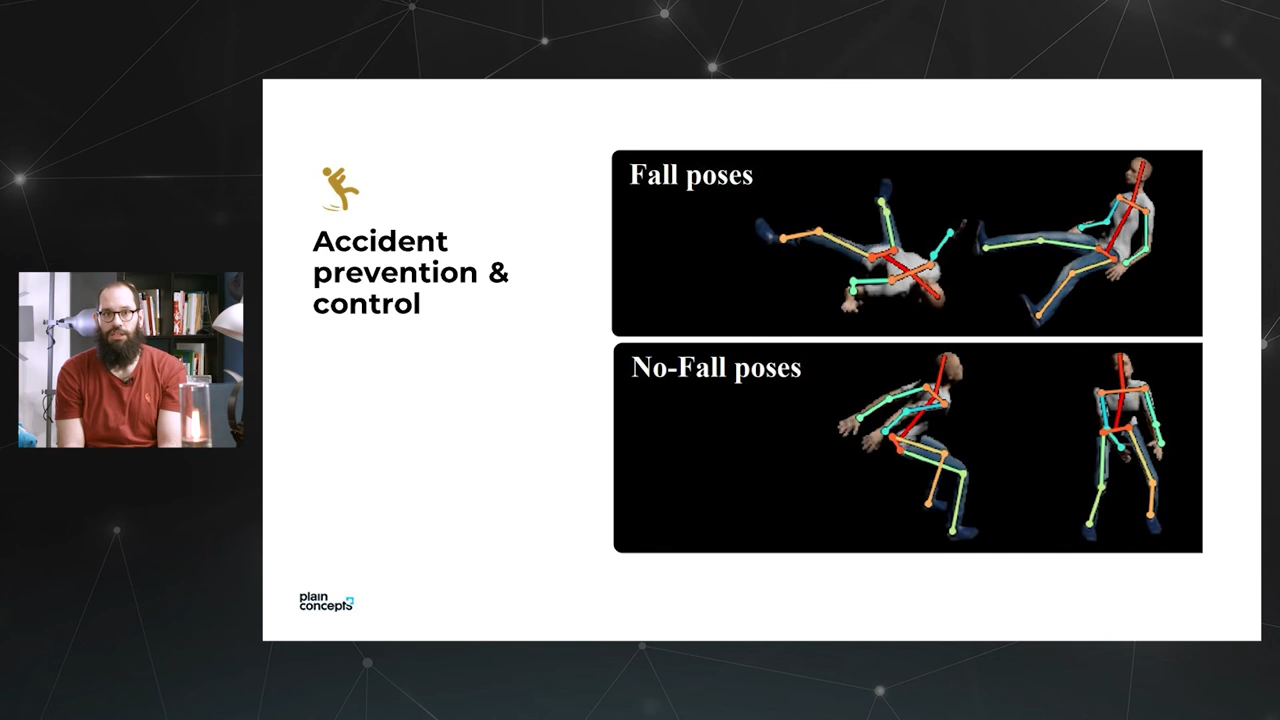 Accident
prevention &
control
Fall poses
No-Fall poses
plain
concepts